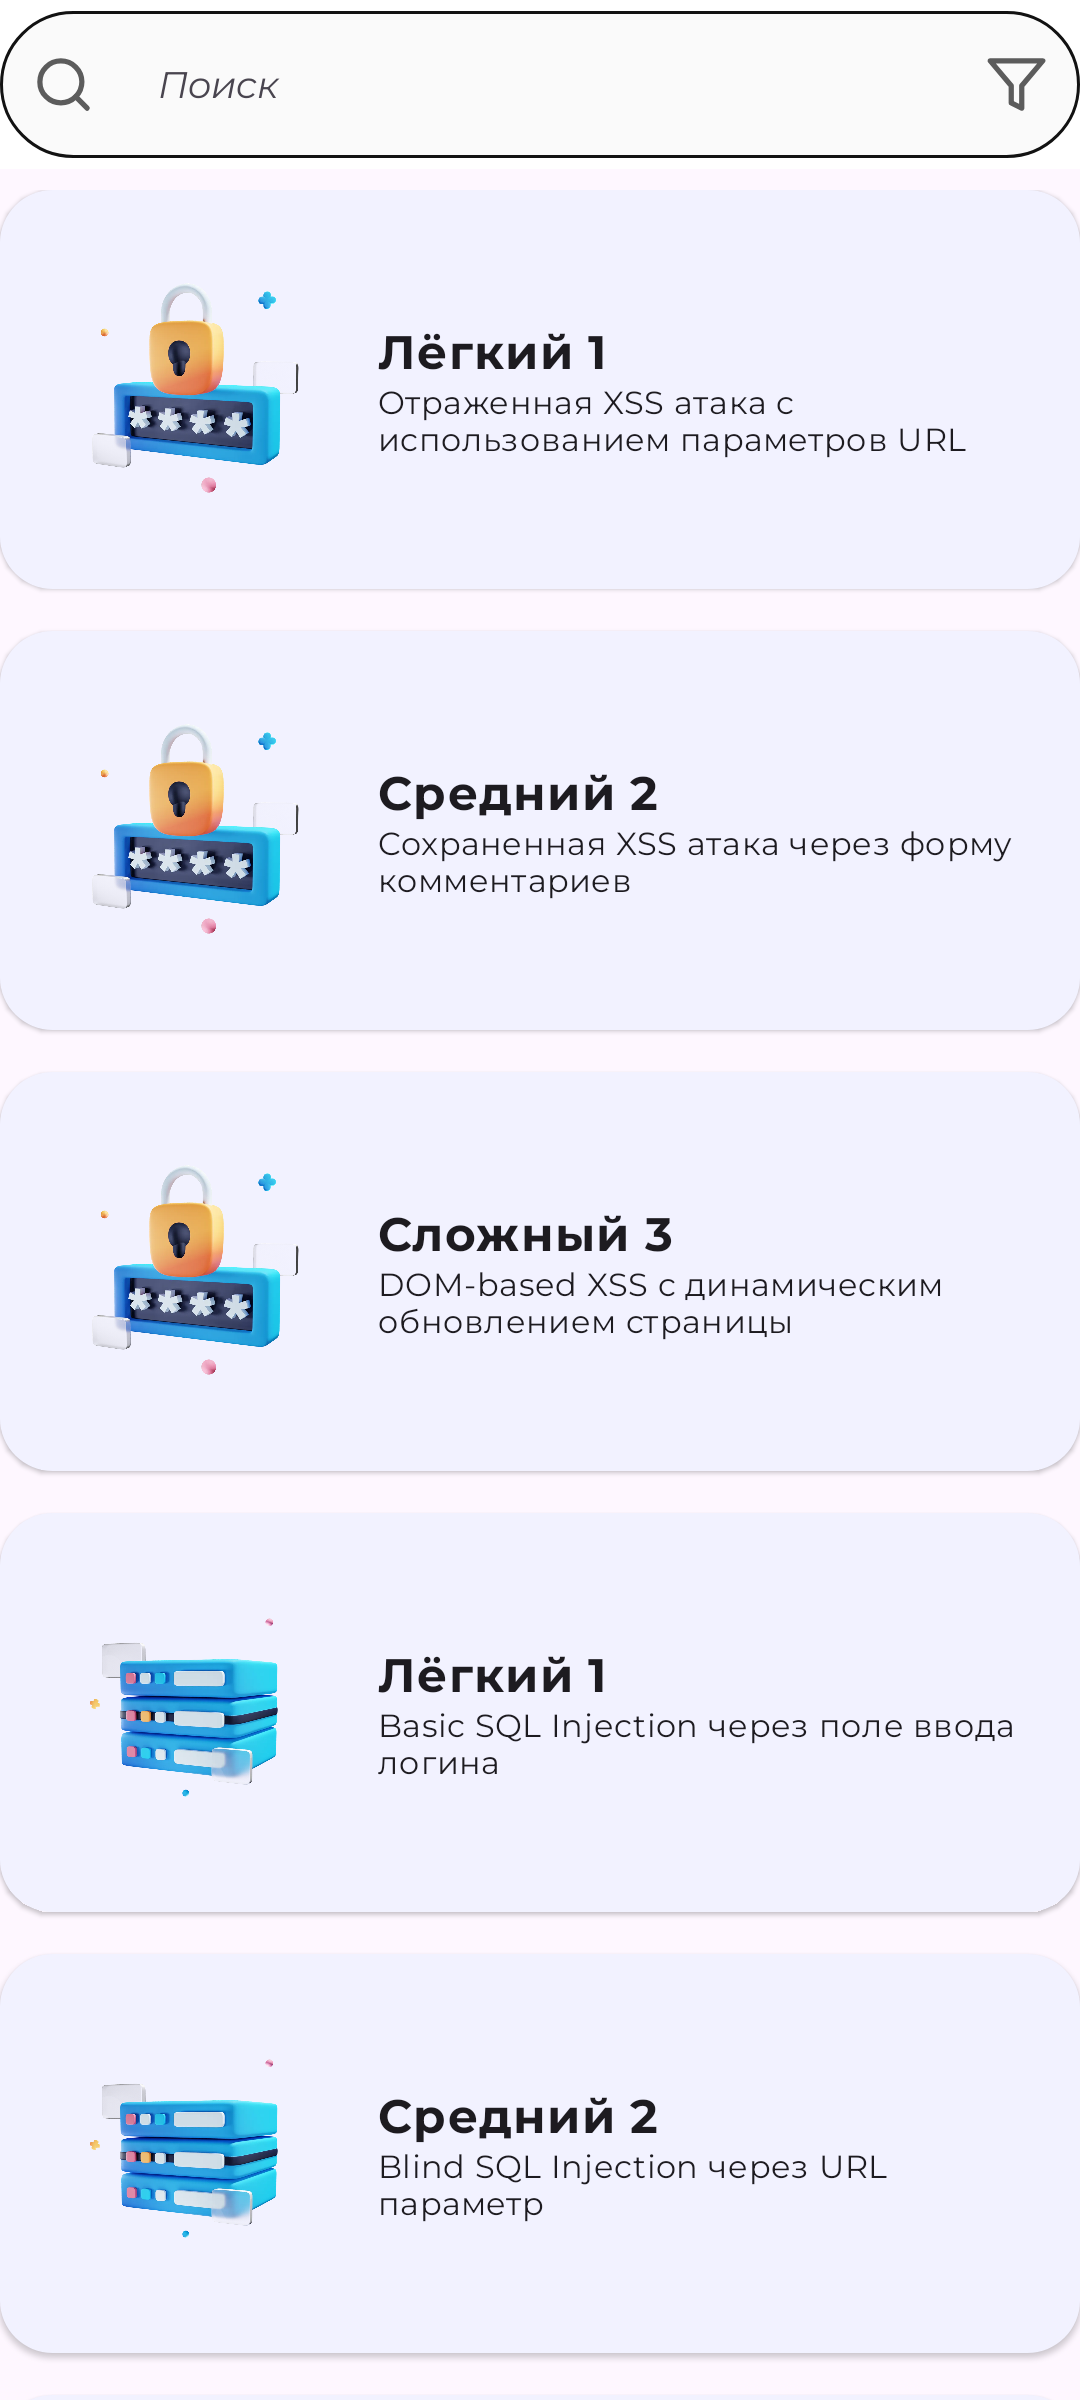 Поиск
Лёгкий 1
Отраженная XSS атака с
использованием параметров URL
Средний 2
Сохраненная XSS атака через форму
комментариев
Сложный 3
DOM-based XSS с динамическим
обновлением страницы
Лёгкий 1
Basic SQL Injection через поле ввода
логина
Средний 2
Blind SQL Injection через URL
параметр